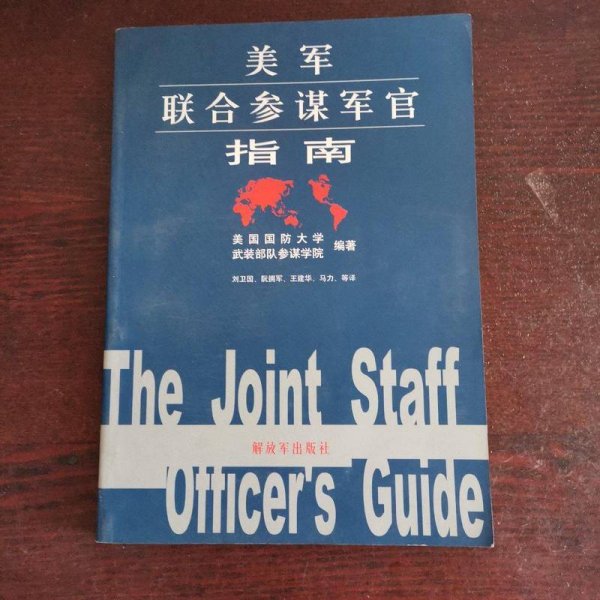 美军
联合参谋军官
指南
美国国防大学
武装部队参谋学院
编著
刘卫国、阮拥军、王建华、马力、等译
The Joint Staff
解放军出版社
Officer's Guide